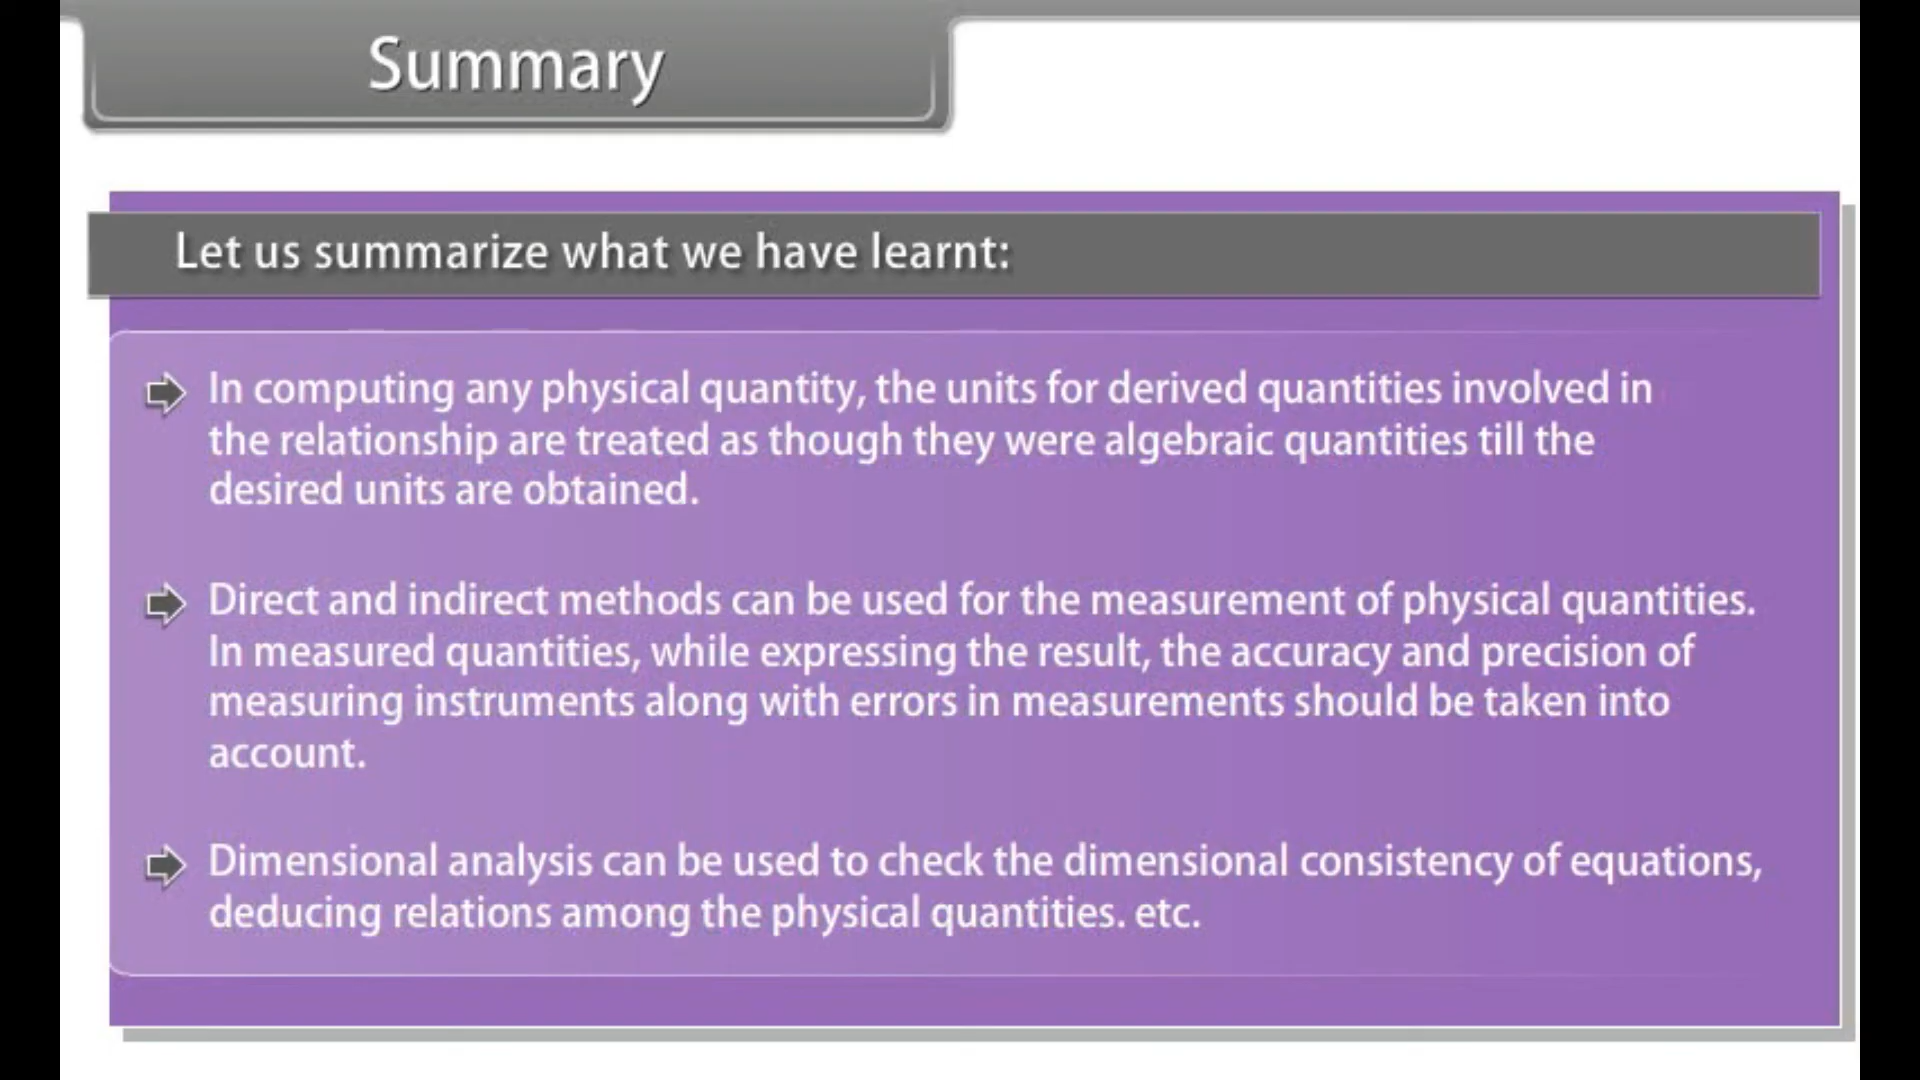 Summary
Let us summarize what we have learnt:
In computing any physical quantity, the units for derived quantities involved in
the relationship are treated as though they were algebraic quantities till the
desired units are obtained.
Direct and indirect methods can be used for the measurement of physical quantities.
In measured quantities, while expressing the result, the accuracy and precision of
measuring instruments along with errors in measurements should be taken into
account.
Dimensional analysis can be used to check the dimensional consistency of equations,
deducing relations among the physical quantities. etc.